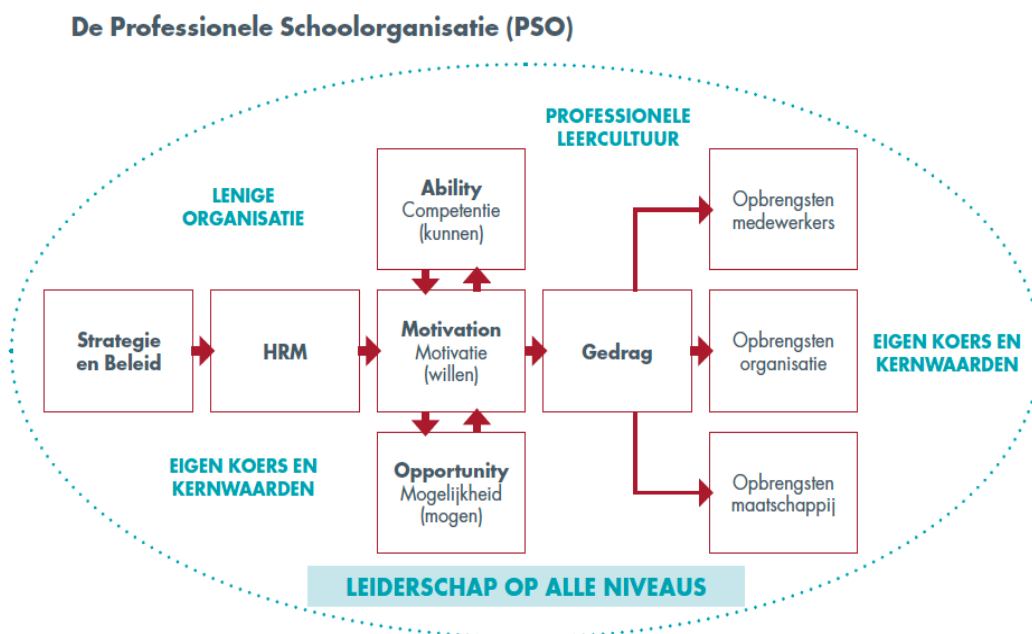 De Professionele Schoolorganisatie (PSO)
PROFESSIONELE
LEERCULTUUR
LENIGE
ORGANISATIE
Ability
Competentie
(kunnen)
Opbrengsten
medewerkers
Strategie
en Beleid
HRM
Motivation
Motivatie
(willen)
Gedrag
Opbrengsten
organisatie
EIGEN KOERS EN
KERNWAARDEN
EIGEN KOERS EN
KERNWAARDEN
Opportunity
Mogelijkheid
(mogen)
Opbrengsten
maatschappij
LEIDERSCHAP OP ALLE NIVEAUS